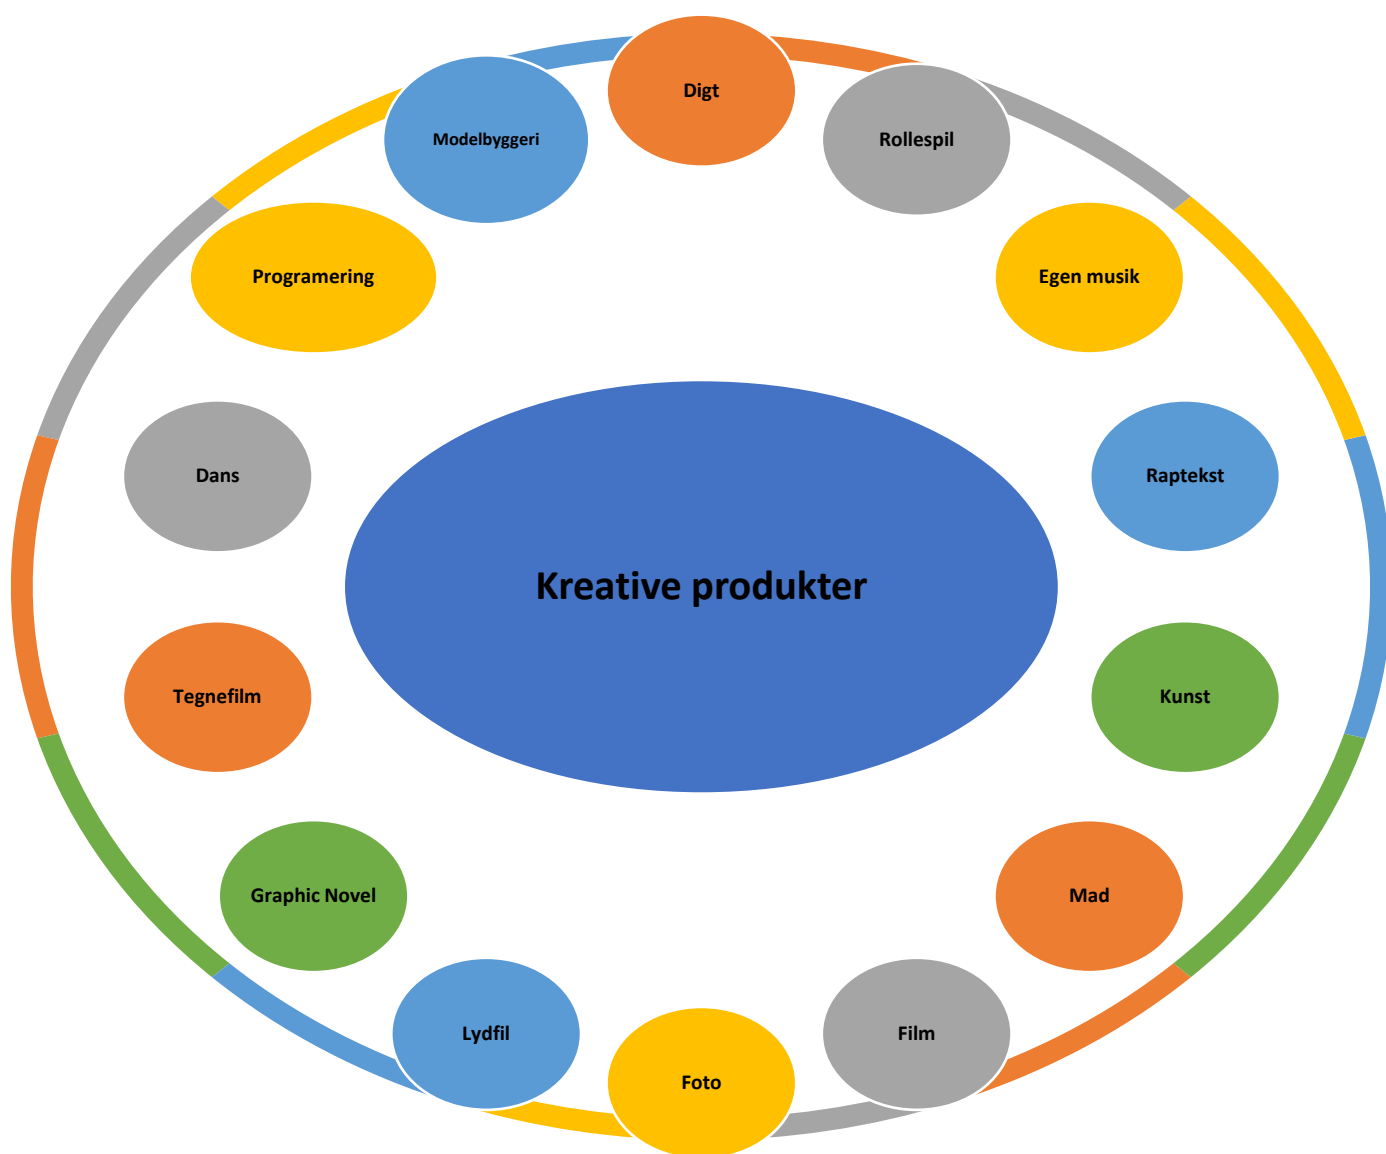 Digt
Rollespil
Egen musik
Raptekst
Kunst
Mad
Film
Foto
Lydfil
Graphic Novel
Tegnefilm
Dans
Programering
Modelbyggeri
Kreative produkter